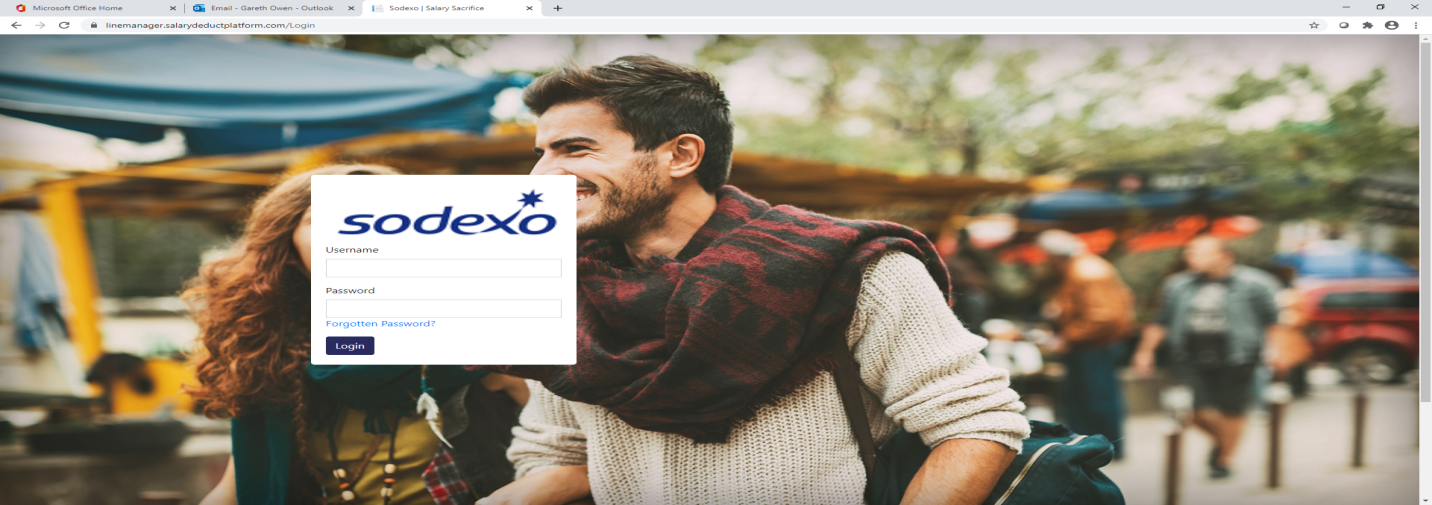 Microsoft Office Home
Email - Gareth Owen - Outlook
Sodexo | Salary Sacrifice
linemanager.salarydeductplatform.com/Login
sodexo
Username
Password
Forgotten Password?
Login